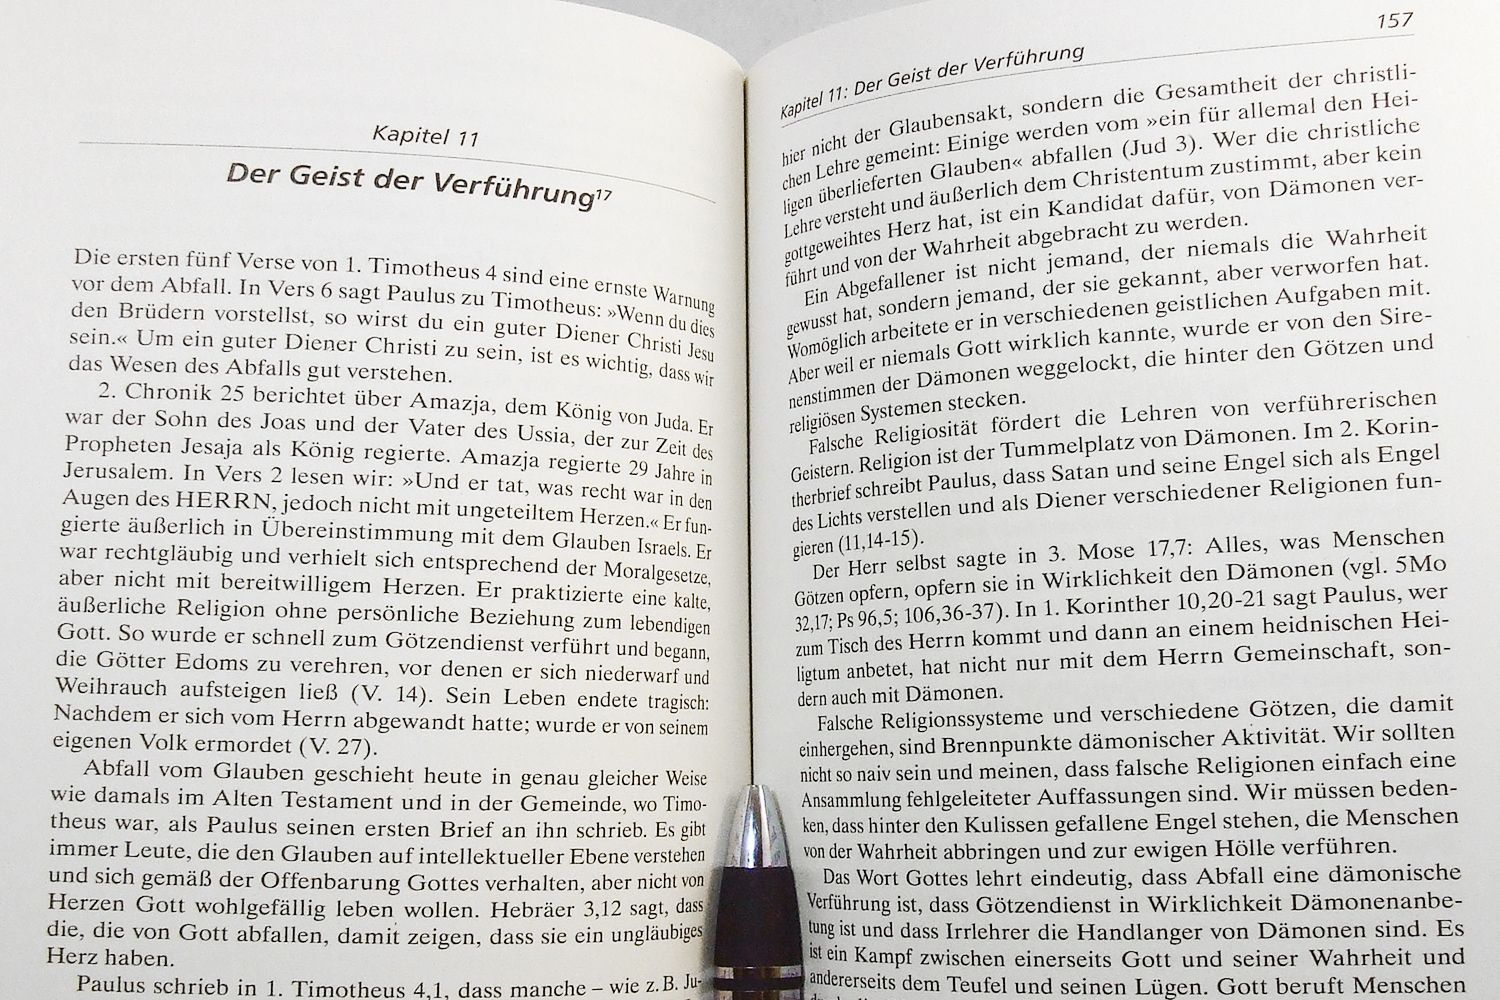 Kapitel 11
Der Geist der Verführung17
Die ersten fünf Verse von 1. Timotheus 4 sind eine ernste Warnung
vor dem Abfall. In Vers 6 sagt Paulus zu Timotheus: »Wenn du dies
den Brüdern vorstellst, so wirst du ein guter Diener Christi Jesu
sein.« Um ein guter Diener Christi zu sein, ist es wichtig, dass wir
das Wesen des Abfalls gut verstehen.
2. Chronik 25 berichtet über Amazja, dem König von Juda. Er
war der Sohn des Joas und der Vater des Ussia, der zur Zeit des
Propheten Jesaja als König regierte. Amazja regierte 29 Jahre in
Jerusalem. In Vers 2 lesen wir: »Und er tat, was recht war in den
Augen des HERRN, jedoch nicht mit ungeteiltem Herzen.« Er fun-
gierte äußerlich in Übereinstimmung mit dem Glauben Israels. Er
war rechtgläubig und verhielt sich entsprechend der Moralgesetze,
aber nicht mit bereitwilligem Herzen. Er praktizierte eine kalte,
äußerliche Religion ohne persönliche Beziehung zum lebendigen
Gott. So wurde er schnell zum Götzendienst verführt und begann,
die Götter Edoms zu verehren, vor denen er sich niederwarf und
Weihrauch aufsteigen ließ (V. 14). Sein Leben endete tragisch:
Nachdem er sich vom Herrn abgewandt hatte; wurde er von seinem
eigenen Volk ermordet (V. 27).
Abfall vom Glauben geschieht heute in genau gleicher Weise
wie damals im Alten Testament und in der Gemeinde, wo Timo-
theus war, als Paulus seinen ersten Brief an ihn schrieb. Es gibt
immer Leute, die den Glauben auf intellektueller Ebene verstehen
und sich gemäß der Offenbarung Gottes verhalten, aber nicht von
Herzen Gott wohlgefällig leben wollen. Hebräer 3,12 sagt, dass
die, die von Gott abfallen, damit zeigen, dass sie ein ungläubiges
Herz haben.
Paulus schrieb in 1. Timotheus 4,1, dass manche – wie z. B. Ju-
157
Kapitel 11: Der Geist der Verführung
hier nicht der Glaubensakt, sondern die Gesamtheit der christli-
chen Lehre gemeint: Einige werden vom »ein für allemal den Hei-
ligen überlieferten Glauben« abfallen (Jud 3). Wer die christliche
Lehre versteht und äußerlich dem Christentum zustimmt, aber kein
gottgeweihtes Herz hat, ist ein Kandidat dafür, von Dämonen ver-
führt und von der Wahrheit abgebracht zu werden.
Ein Abgefallener ist nicht jemand, der niemals die Wahrheit
gewusst hat, sondern jemand, der sie gekannt, aber verworfen hat.
Womöglich arbeitete er in verschiedenen geistlichen Aufgaben mit.
Aber weil er niemals Gott wirklich kannte, wurde er von den Sire-
nenstimmen der Dämonen weggelockt, die hinter den Götzen und
religiösen Systemen stecken.
Falsche Religiosität fördert die Lehren von verführerischen
Geistern. Religion ist der Tummelplatz von Dämonen. Im 2. Korin-
therbrief schreibt Paulus, dass Satan und seine Engel sich als Engel
des Lichts verstellen und als Diener verschiedener Religionen fun-
gieren (11,14-15).
Der Herr selbst sagte in 3. Mose 17,7: Alles, was Menschen
Götzen opfern, opfern sie in Wirklichkeit den Dämonen (vgl. 5Mo
32,17; Ps 96,5; 106,36-37). In 1. Korinther 10,20-21 sagt Paulus, wer
zum Tisch des Herrn kommt und dann an einem heidnischen Hei-
ligtum anbetet, hat nicht nur mit dem Herrn Gemeinschaft, son-
dern auch mit Dämonen.
Falsche Religionssysteme und verschiedene Götzen, die damit
einhergehen, sind Brennpunkte dämonischer Aktivität. Wir sollten
nicht so naiv sein und meinen, dass falsche Religionen einfach eine
Ansammlung fehlgeleiteter Auffassungen sind. Wir müssen beden-
ken, dass hinter den Kulissen gefallene Engel stehen, die Menschen
von der Wahrheit abbringen und zur ewigen Hölle verführen.
Das Wort Gottes lehrt eindeutig, dass Abfall eine dämonische
Verführung ist, dass Götzendienst in Wirklichkeit Dämonenanbe-
tung ist und dass Irrlehrer die Handlanger von Dämonen sind. Es
ist ein Kampf zwischen einerseits Gott und seiner Wahrheit und
andererseits dem Teufel und seinen Lügen. Gott beruft Menschen